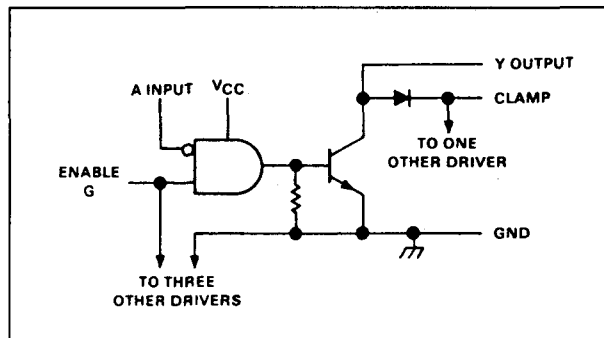 Y OUTPUT
A INPUT
VCC
CLAMP
TO ONE
OTHER DRIVER
ENABLE
G
GND
TO THREE
OTHER DRIVERS